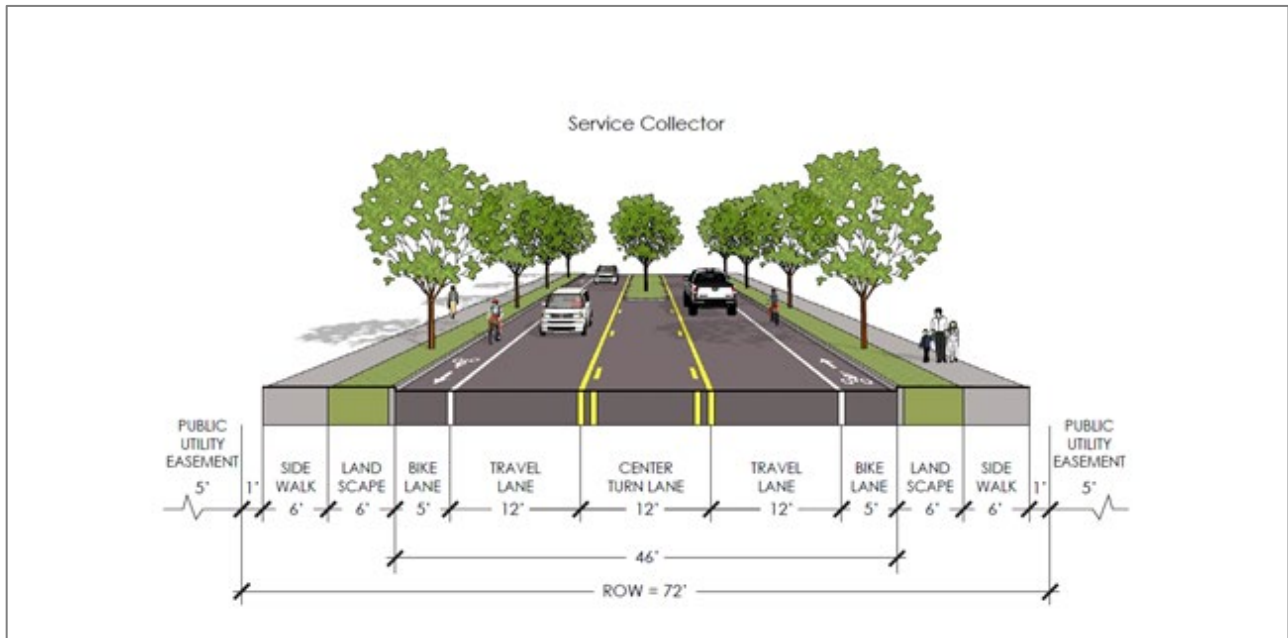 Service Collector
PUBLIC
UTILITY
EASEMENT
5'
1'
SIDE
WALK
6'
LAND
SCAPE
6'
BIKE
LANE
5'
TRAVEL
LANE
12'
CENTER
TURN LANE
12'
TRAVEL
LANE
12'
BIKE
LANE
5'
LAND
SCAPE
6'
SIDE
WALK
6'
1'
PUBLIC
UTILITY
EASEMENT
5'
46'
ROW = 72'